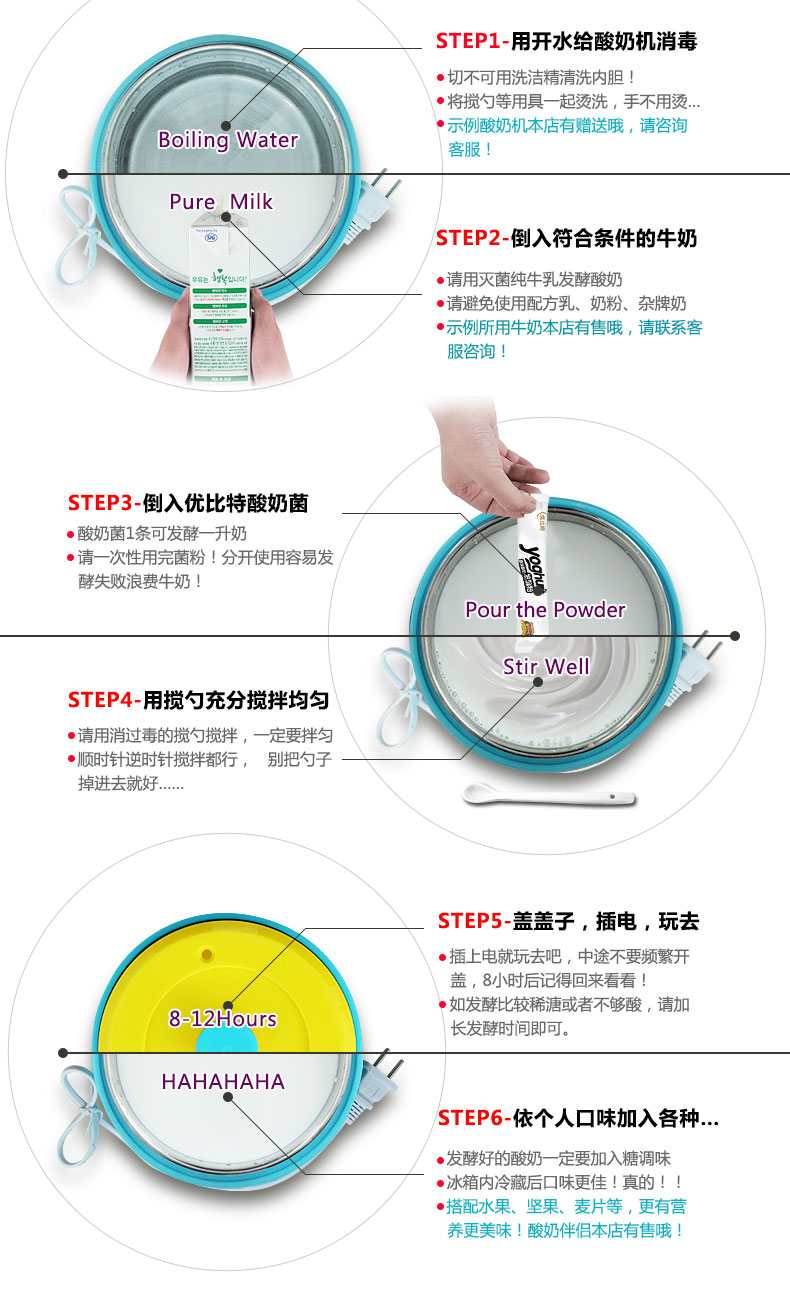 STEP1-用开水给酸奶机消毒
●切不可用洗洁精清洗内胆！
●将搅勺等用具一起烫洗，手不用烫...
●示例酸奶机本店有赠送哦，请咨询
客服！
Boiling Water
Pure Milk
SIG
우유는 행복입니다!
STEP2-倒入符合条件的牛奶
●请用灭菌纯牛乳发酵酸奶
●请避免使用配方乳、奶粉、杂牌奶
●示例所用牛奶本店有售哦，请联系客
服咨询！
STEP3-倒入优比特酸奶菌
●酸奶菌1条可发酵一升奶
●请一次性用完菌粉！分开使用容易发
酵失败浪费牛奶！
Pour the Powder
Stir Well
STEP4-用搅勺充分搅拌均匀
●请用消过毒的搅勺搅拌，一定要拌匀
●顺时针逆时针搅拌都行， 别把勺子
掉进去就好......
STEP5-盖盖子，插电，玩去
●插上电就玩去吧，中途不要频繁开
盖，8小时后记得回来看看！
●如发酵比较稀溏或者不够酸，请加
长发酵时间即可。
8-12Hours
HAHAHAHA
STEP6-依个人口味加入各种...
●发酵好的酸奶一定要加入糖调味
●冰箱内冷藏后口味更佳！真的！！
●搭配水果、坚果、麦片等，更有营
养更美味！酸奶伴侣本店有售哦！